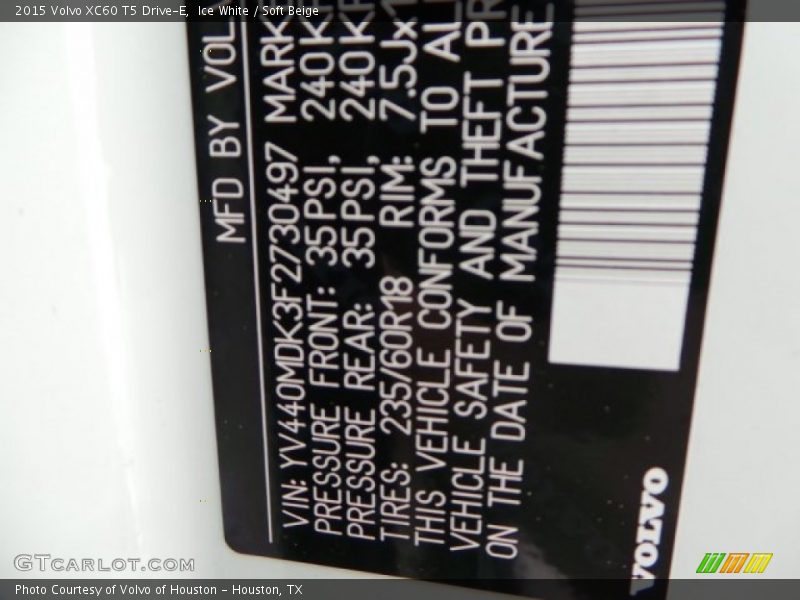 2015 Volvo XC60 T5 Drive-E, Ice White / Soft Beige
MFD BY VOL
VIN: YV440MDK3F2730497 MARK
PRESSURE FRONT: 35PSI, 240K
PRESSURE REAR: 35PSI, 240K
TIRES: 235/60R18 RIM: 7.5Jx
THIS VEHICLE CONFORMS TO AL
VEHICLE SAFETY AND THEFT PR
ON THE DATE OF MANUFACTURE
VOLVO
GTCarLot.com
Photo Courtesy of Volvo of Houston - Houston, TX